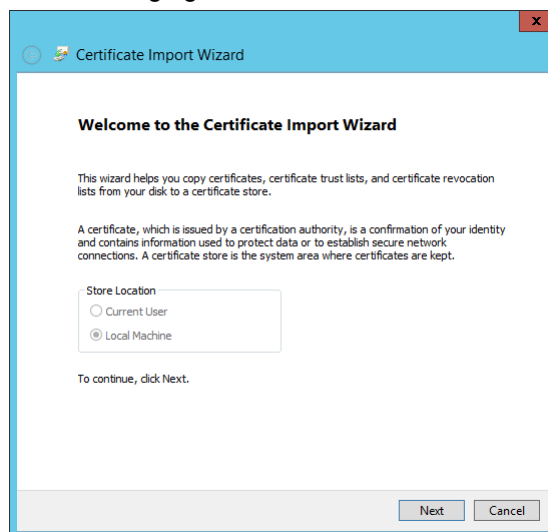 x
Certificate Import Wizard
Welcome to the Certificate Import Wizard
This wizard helps you copy certificates, certificate trust lists, and certificate revocation
lists from your disk to a certificate store.
A certificate, which is issued by a certification authority, is a confirmation of your identity
and contains information used to protect data or to establish secure network
connections. A certificate store is the system area where certificates are kept.
Store Location
Current User
Local Machine
To continue, click Next.
Next Cancel